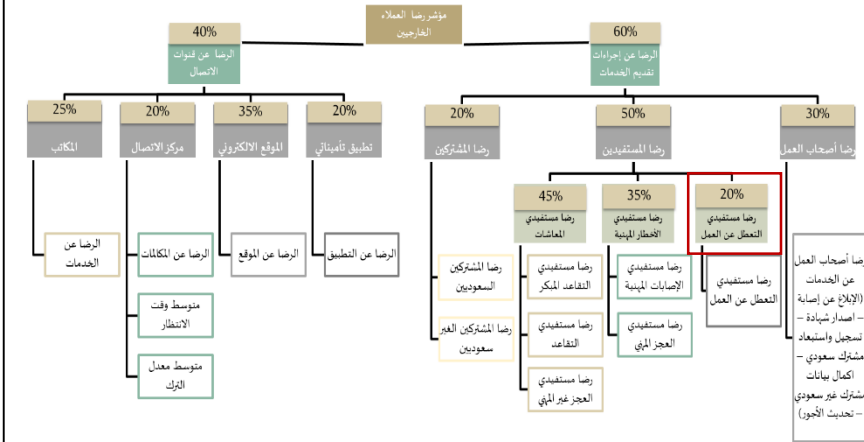 مؤشر رضا العملاء
الخارجيين
60%
الرضا عن إجراءات
تقديم الخدمات
40%
الرضا عن قنوات
الاتصال
30%
رضا أصحاب العمل
50%
رضا المستفيدين
20%
رضا المشتركين
20%
تطبيق تأميناتي
35%
الموقع الالكتروني
20%
مركز الاتصال
25%
المكاتب
20%
رضا مستفيدي
التعطل عن العمل
35%
رضا مستفيدي
الأخطار المهنية
45%
رضا مستفيدي
المعاشات
رضا أصحاب العمل
عن الخدمات
(الإبلاغ عن إصابة
– اصدار شهادة –
تسجيل واستبعاد
مشترك سعودي –
اكمال بيانات
مشترك غير سعودي
– تحديث الأجور)
رضا مستفيدي
التعطل عن العمل
رضا مستفيدي
الإصابات المهنية
رضا مستفيدي
العجز المهني
رضا مستفيدي
التقاعد المبكر
رضا مستفيدي
التقاعد
رضا مستفيدي
العجز غير المهني
رضا المشتركين
السعوديين
رضا المشتركين الغير
سعوديين
الرضا عن التطبيق
الرضا عن الموقع
الرضا عن المكالمات
متوسط وقت
الانتظار
متوسط معدل
الترك
الرضا عن
الخدمات